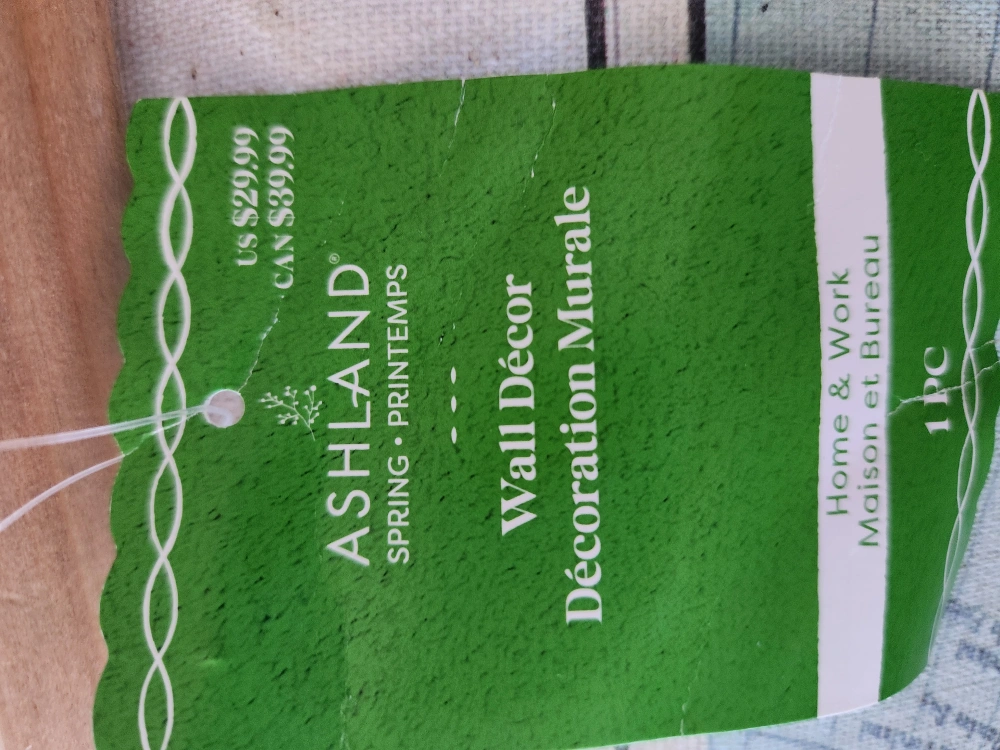 US $29.99
CAN $39.99
ASHLAND®
SPRING • PRINTEMPS
Wall Décor
Décoration Murale
Home & Work
Maison et Bureau
1 PC